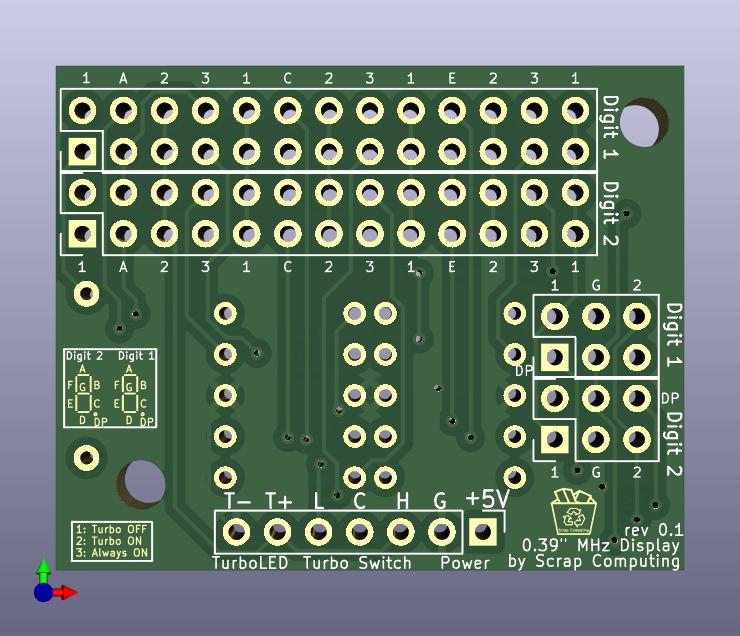 1 A 2 3 1 C 2 3 1 E 2 3 1
Digit 1
Digit 2
1 A 2 3 1 C 2 3 1 E 2 3 1
1 G 2
Digit 1
DP
DP
Digit 2
1 G 2
Digit 2 Digit 1
A A
F G B F G B
E C E C
D DP D DP
1: Turbo OFF
2: Turbo ON
3: Always ON
T- T+ L C H G +5V
TurboLED Turbo Switch Power
Scrap Computing
rev 0.1
0.39" MHz Display
by Scrap Computing